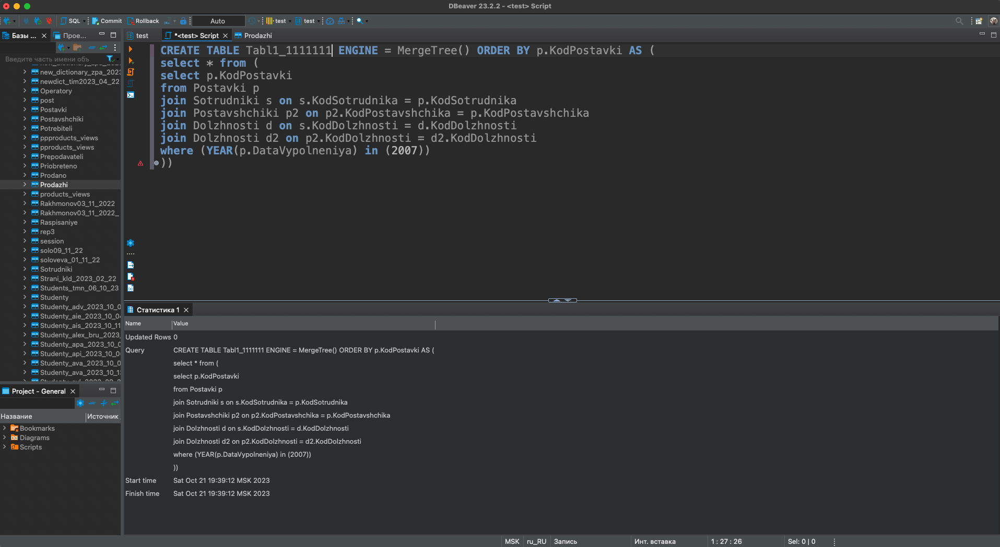 DBeaver 23.2.2 - <test> Script
SQL Commit Rollback Auto test test
Базы ... Прое...
Введите часть имени объ
new_dictionary_zpa_2023
newdict_tim2023_04_22
Operatory
post
Postavki
Postavshchiki
Potrebiteli
ppproducts_views
pproducts_views
Prepodavateli
Priobreteno
Prodano
Prodazhi
products_views
Rakhmonov03_11_2022
Rakhmonov03_11_2022_
Raspisaniye
rep3
session
solo09_11_22
soloveva_01_11_22
Sotrudniki
Strani_kld_2023_02_22
Students_tmn_06_10_23
Studenty
Studenty_adv_2023_10_0
Studenty_aie_2023_10_04
Studenty_ais_2023_10_11
Studenty_alex_bru_2023_
Studenty_apa_2023_10_0
Studenty_api_2023_10_0
Studenty_ava_2023_10_0
Studenty_ava_2023_10_1
Project - General
Название Источник
Bookmarks
Diagrams
Scripts
test *<test> Script Prodazhi
CREATE TABLE Tabl1_1111111 ENGINE = MergeTree() ORDER BY p.KodPostavki AS (
select * from (
select p.KodPostavki
from Postavki p
join Sotrudniki s on s.KodSotrudnika = p.KodSotrudnika
join Postavshchiki p2 on p2.KodPostavshchika = p.KodPostavshchika
join Dolzhnosti d on s.KodDolzhnosti = d.KodDolzhnosti
join Dolzhnosti d2 on p2.KodDolzhnosti = d2.KodDolzhnosti
where (YEAR(p.DataVypolneniya) in (2007))
))
Статистика 1
Name Value
Updated Rows 0
Query CREATE TABLE Tabl1_1111111 ENGINE = MergeTree() ORDER BY p.KodPostavki AS (
select * from (
select p.KodPostavki
from Postavki p
join Sotrudniki s on s.KodSotrudnika = p.KodSotrudnika
join Postavshchiki p2 on p2.KodPostavshchika = p.KodPostavshchika
join Dolzhnosti d on s.KodDolzhnosti = d.KodDolzhnosti
join Dolzhnosti d2 on p2.KodDolzhnosti = d2.KodDolzhnosti
where (YEAR(p.DataVypolneniya) in (2007))
))
Start time Sat Oct 21 19:39:12 MSK 2023
Finish time Sat Oct 21 19:39:12 MSK 2023
MSK ru_RU Запись Инт. вставка 1 : 27 : 26 Sel: 0 | 0